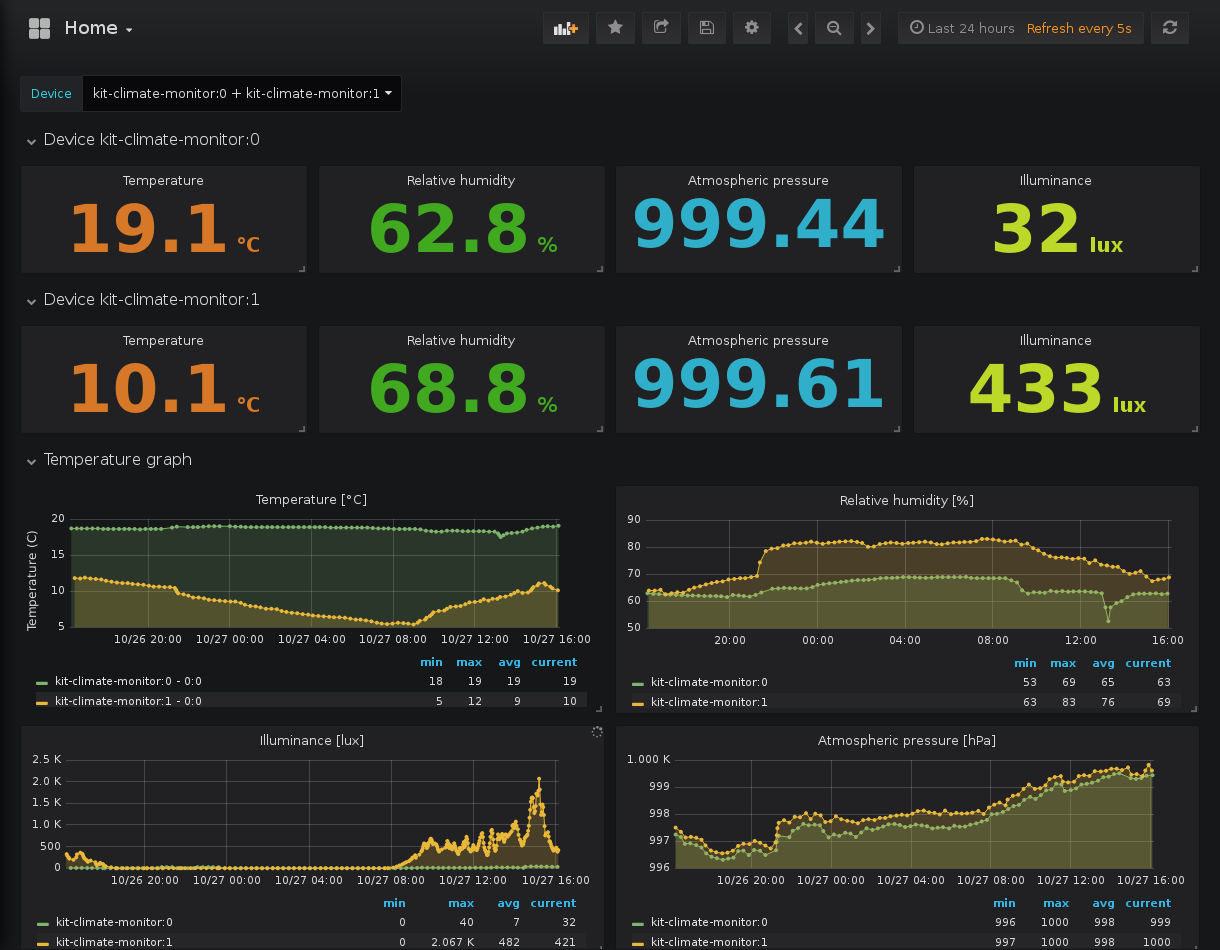 Home
Last 24 hours Refresh every 5s
Device kit-climate-monitor:0 + kit-climate-monitor:1
Device kit-climate-monitor:0
Temperature Relative humidity Atmospheric pressure Illuminance
19.1 °C 62.8 % 999.44 32 lux
Device kit-climate-monitor:1
Temperature Relative humidity Atmospheric pressure Illuminance
10.1 °C 68.8 % 999.61 433 lux
Temperature graph
Temperature [°C]
Temperature (C)
20
15
10
5
10/26 20:00 10/27 00:00 10/27 04:00 10/27 08:00 10/27 12:00 10/27 16:00
min max avg current
kit-climate-monitor:0 - 0:0 18 19 19 19
kit-climate-monitor:1 - 0:0 5 12 9 10
Relative humidity [%]
90
80
70
60
50
20:00 00:00 04:00 08:00 12:00 16:00
min max avg current
kit-climate-monitor:0 53 69 65 63
kit-climate-monitor:1 63 83 76 69
Illuminance [lux]
2.5 K
2.0 K
1.5 K
1.0 K
500
0
10/26 20:00 10/27 00:00 10/27 04:00 10/27 08:00 10/27 12:00 10/27 16:00
min max avg current
kit-climate-monitor:0 0 40 7 32
kit-climate-monitor:1 0 2.067 K 482 421
Atmospheric pressure [hPa]
1.000 K
999
998
997
996
10/26 20:00 10/27 00:00 10/27 04:00 10/27 08:00 10/27 12:00 10/27 16:00
min max avg current
kit-climate-monitor:0 996 1000 998 999
kit-climate-monitor:1 997 1000 998 1000